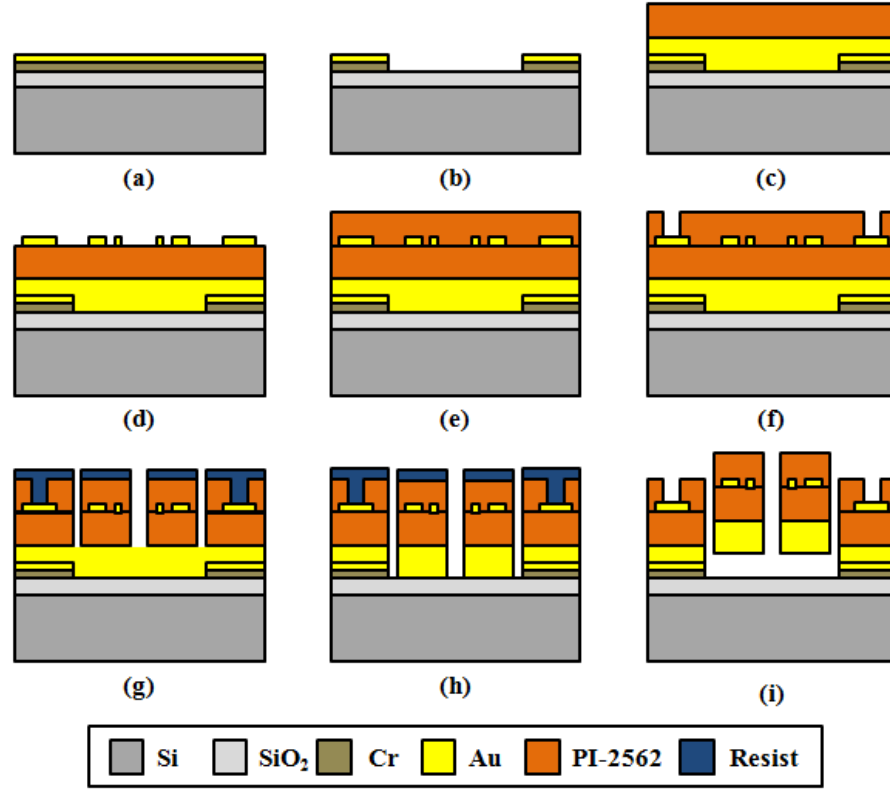 (a) (b) (c)
(d) (e) (f)
(g) (h) (i)
Si SiO₂ Cr Au PI-2562 Resist